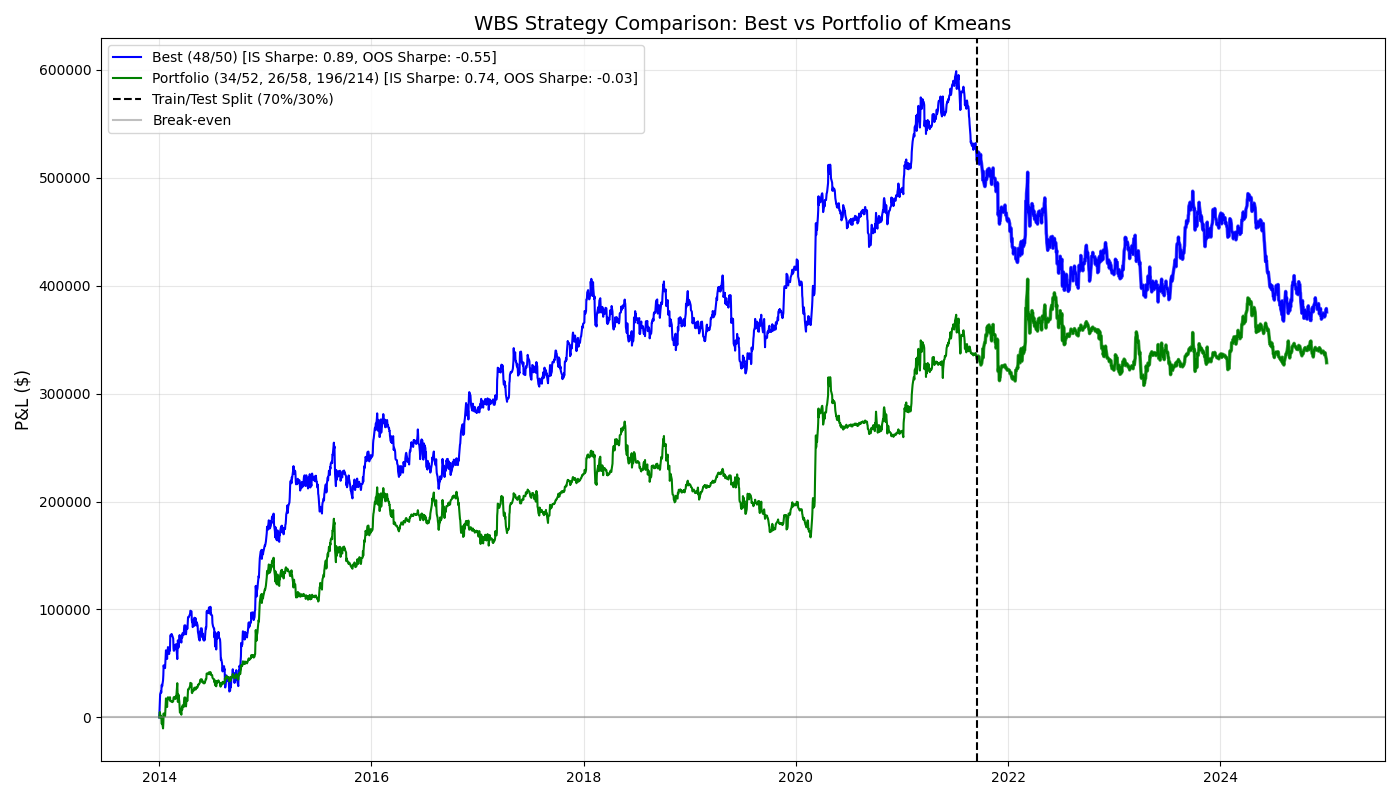 WBS Strategy Comparison: Best vs Portfolio of Kmeans
Best (48/50) [IS Sharpe: 0.89, OOS Sharpe: -0.55]
Portfolio (34/52, 26/58, 196/214) [IS Sharpe: 0.74, OOS Sharpe: -0.03]
Train/Test Split (70%/30%)
Break-even
P&L ($)
600000
500000
400000
300000
200000
100000
0
2014
2016
2018
2020
2022
2024